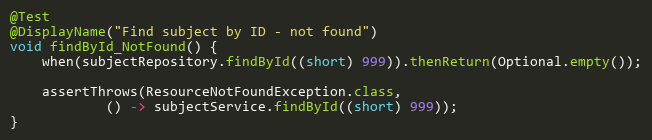 @Test
@DisplayName("Find subject by ID - not found")
void findById_NotFound() {
    when(subjectRepository.findById((short) 999)).thenReturn(Optional.empty());

    assertThrows(ResourceNotFoundException.class,
            () -> subjectService.findById((short) 999));
}